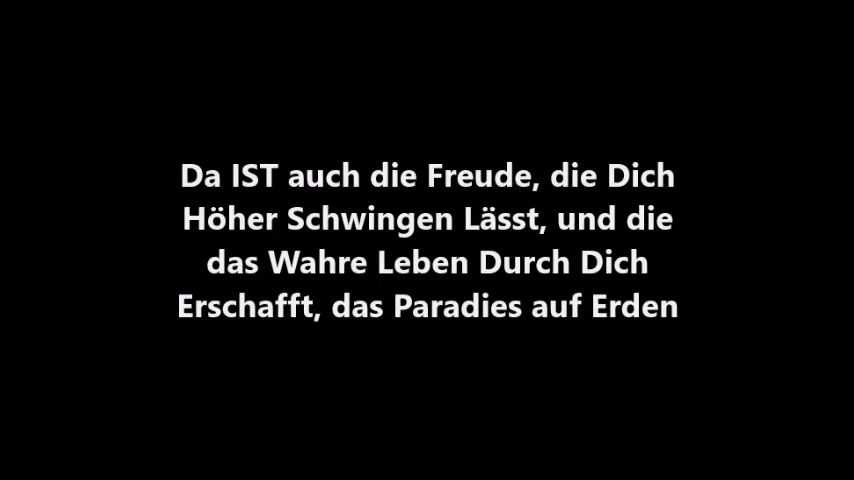 Da IST auch die Freude, die Dich
Höher Schwingen Lässt, und die
das Wahre Leben Durch Dich
Erschafft, das Paradies auf Erden